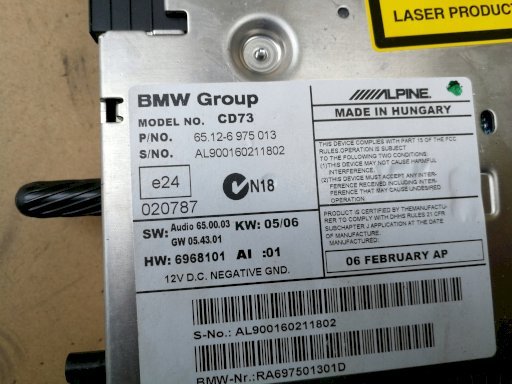 LASER PRODUCT
BMW Group
MODEL NO. CD73
P/NO. 65.12-6 975 013
S/NO. AL900160211802
e24
N18
020787
SW: Audio 65.00.03 KW: 05/06
GW 05.43.01
HW: 6968101 AI :01
12V D.C. NEGATIVE GND.
ALPINE
MADE IN HUNGARY
THIS DEVICE COMPLIES WITH PART 15 OF THE FCC
RULES.OPERATION IS SUBJECT
TO THE FOLLOWING TWO CONDITIONS:
(1)THIS DEVICE MAY NOT CAUSE HARMFUL
INTERFERENCE.
(2)THIS DEVICE MUST ACCEPT ANY INTER-
FERENCE RECEIVED INCLUDING INTER-
FERENCE THAT MAY CAUSE UNDESIRED
OPERATION.
PRODUCT IS CERTIFIED BY THEMANUFACTU-
RER TO COMPLY WITH DHHS RULES 21 CFR
SUBCHAPTER J APLICATION AT THE DATE OF
MANUFACTURED.
06 FEBRUARY AP
S-No.: AL900160211802
BMW-Nr.:RA697501301D